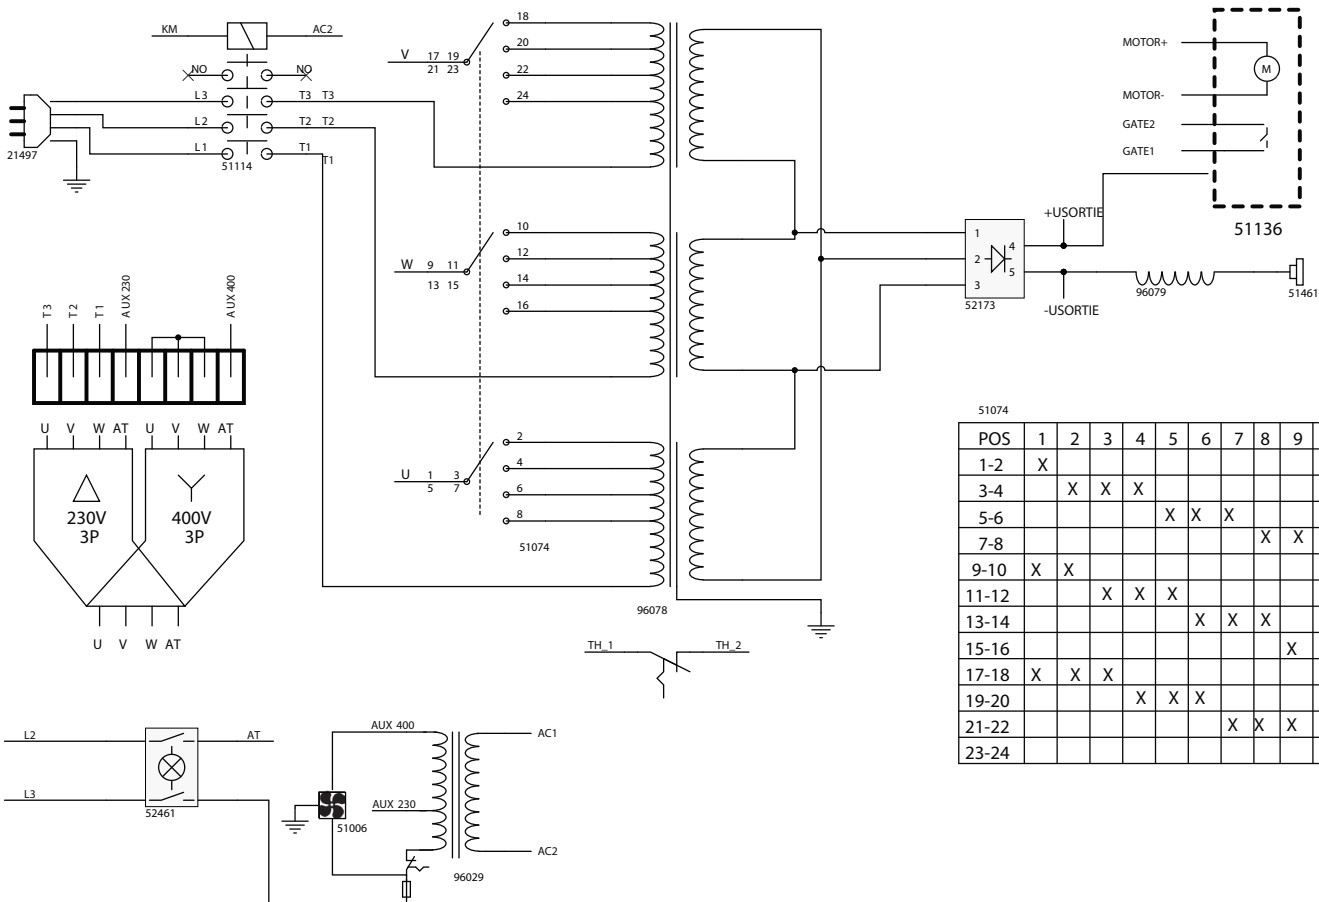 KM AC2
NO NO
L3 T3 T3
L2 T2 T2
L1 T1
T1
21497
51114
V 17 19
21 23
18
20
22
24
W 9 11
13 15
10
12
14
16
U 1 3
5 7
2
4
6
8
51074
96078
TH_1 TH_2
MOTOR+
M
MOTOR-
GATE2
GATE1
51136
+USORTIE
1 4
2
5
3
52173
-USORTIE
96079
51461
T3 T2 T1 AUX 230 AUX 400
U V W AT U V W AT
230V 400V
3P 3P
U V W AT
L2 AT
L3
52461
AUX 400
AUX 230
51006
AC1
AC2
96029
51074
POS 1 2 3 4 5 6 7 8 9
1-2 X
3-4 X X X
5-6 X X X
7-8 X X
9-10 X X
11-12 X X X
13-14 X X X
15-16 X
17-18 X X X
19-20 X X X
21-22 X X X
23-24